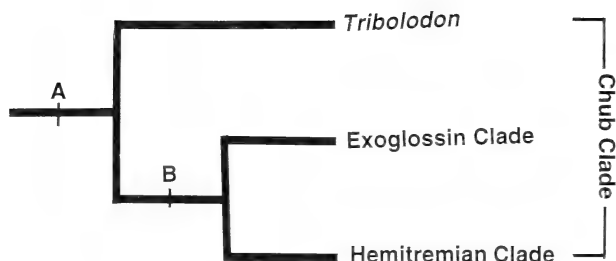 Tribolodon
A
Exoglossin Clade
B
Hemitremian Clade
Chub Clade